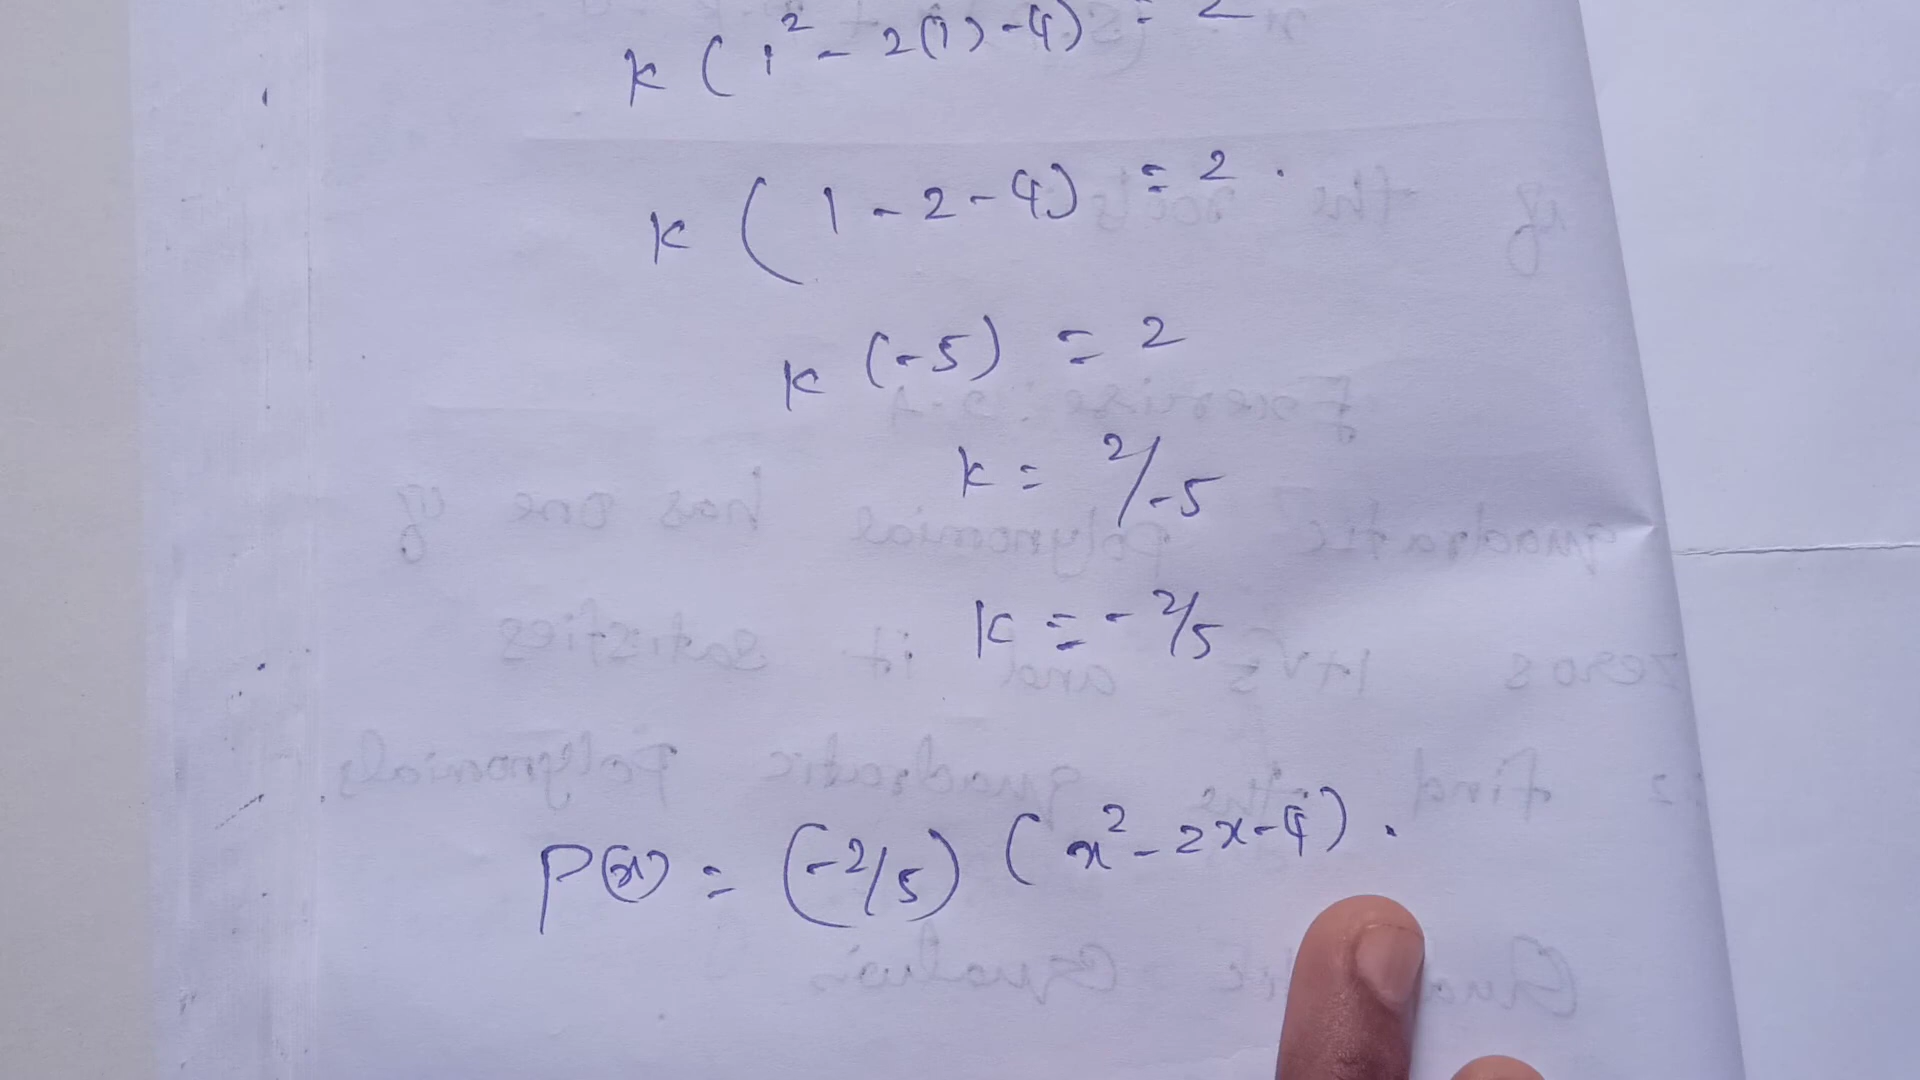 k (1² - 2(1) - 4) = 2
k (1 - 2 - 4) = 2 .
k (-5) = 2
k = 2/-5
k = - 2/5
P(x) = (-2/5) (x² - 2x - 4) .